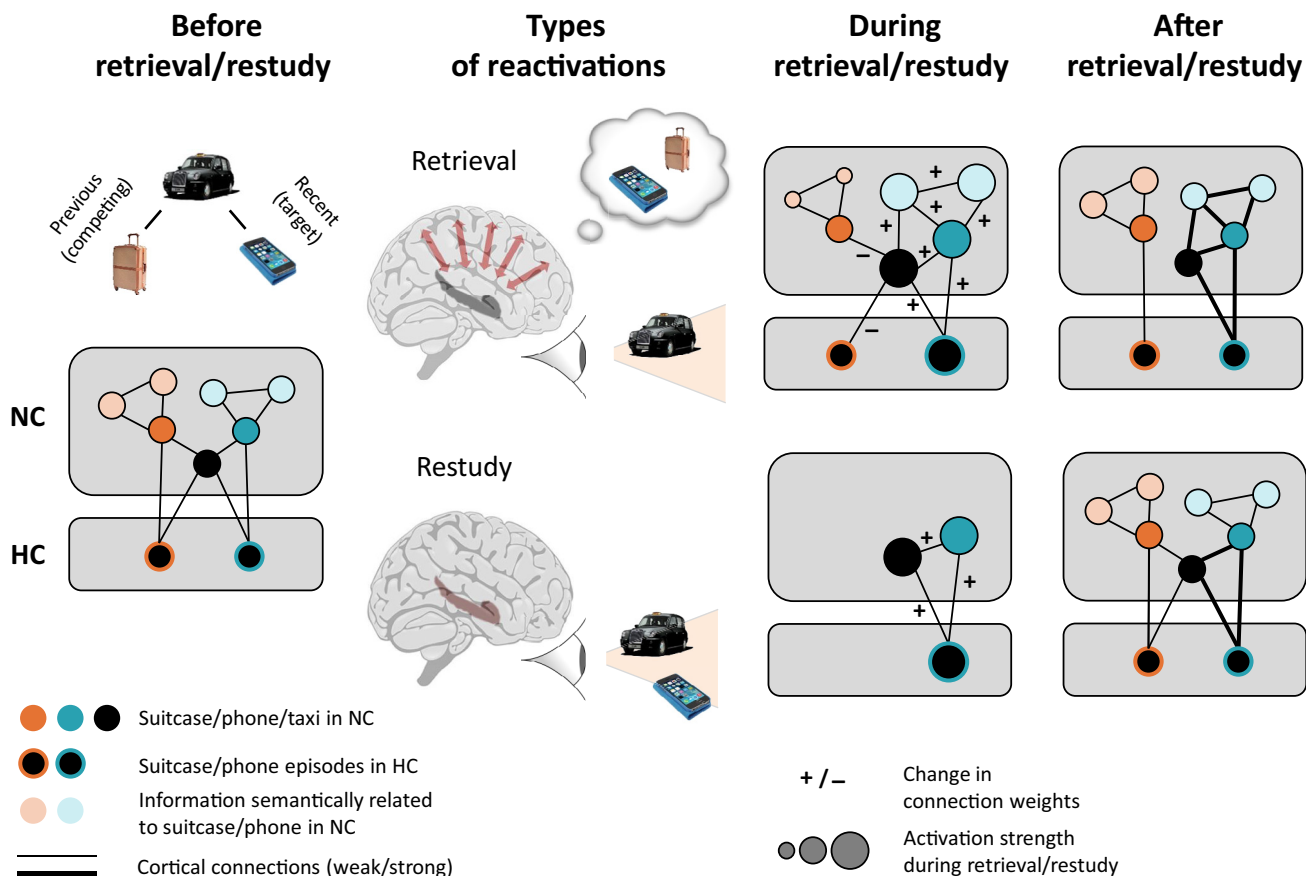 Before
retrieval/restudy
Types
of reactivations
During
retrieval/restudy
After
retrieval/restudy
Previous
(competing)
Recent
(target)
Retrieval
+
+
+
+
+
+
+
–
–
NC
HC
Restudy
+
+
+
Suitcase/phone/taxi in NC
Suitcase/phone episodes in HC
Information semantically related
to suitcase/phone in NC
Cortical connections (weak/strong)
+ / –
Change in
connection weights
Activation strength
during retrieval/restudy